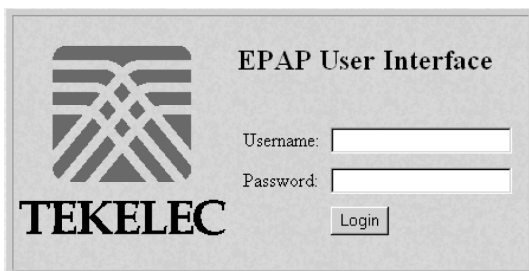 EPAP User Interface
Username:
Password:
TEKELEC
Login